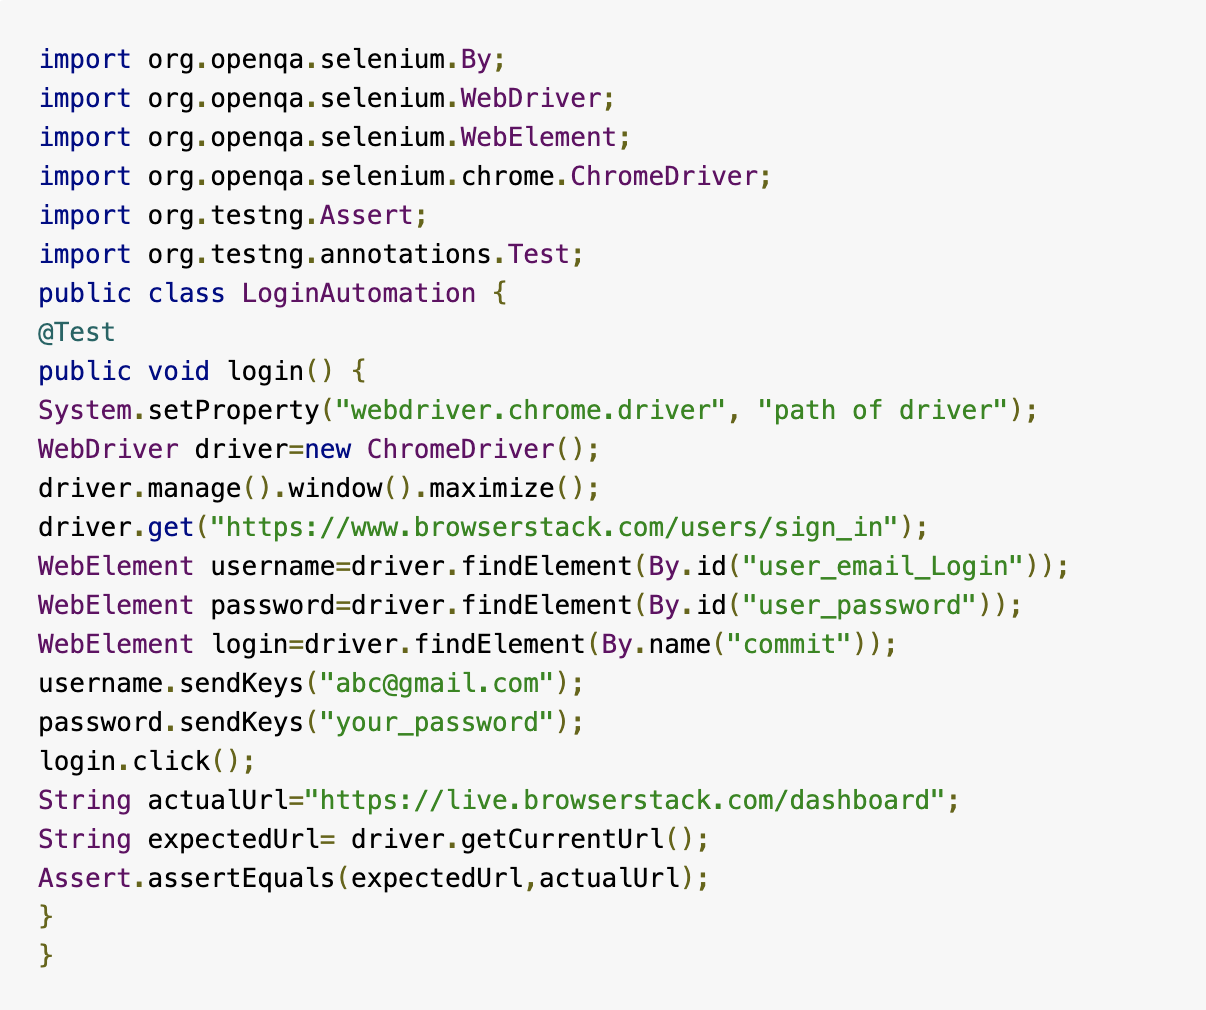 import org.openqa.selenium.By;
import org.openqa.selenium.WebDriver;
import org.openqa.selenium.WebElement;
import org.openqa.selenium.chrome.ChromeDriver;
import org.testng.Assert;
import org.testng.annotations.Test;
public class LoginAutomation {
@Test
public void login() {
System.setProperty("webdriver.chrome.driver", "path of driver");
WebDriver driver=new ChromeDriver();
driver.manage().window().maximize();
driver.get("https://www.browserstack.com/users/sign_in");
WebElement username=driver.findElement(By.id("user_email_Login"));
WebElement password=driver.findElement(By.id("user_password"));
WebElement login=driver.findElement(By.name("commit"));
username.sendKeys("abc@gmail.com");
password.sendKeys("your_password");
login.click();
String actualUrl="https://live.browserstack.com/dashboard";
String expectedUrl= driver.getCurrentUrl();
Assert.assertEquals(expectedUrl,actualUrl);
}
}